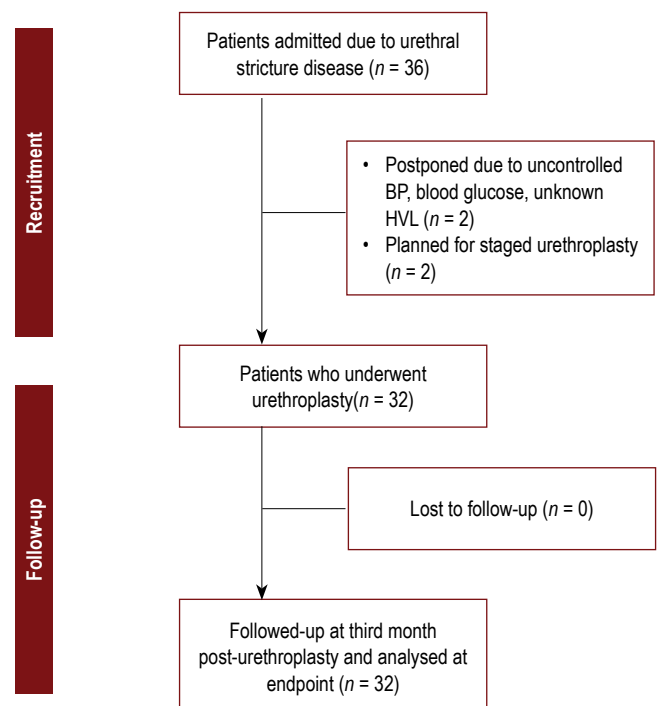 Recruitment
Patients admitted due to urethral
stricture disease (n = 36)
• Postponed due to uncontrolled
BP, blood glucose, unknown
HVL (n = 2)
• Planned for staged urethroplasty
(n = 2)
Patients who underwent
urethroplasty(n = 32)
Follow-up
Lost to follow-up (n = 0)
Followed-up at third month
post-urethroplasty and analysed at
endpoint (n = 32)